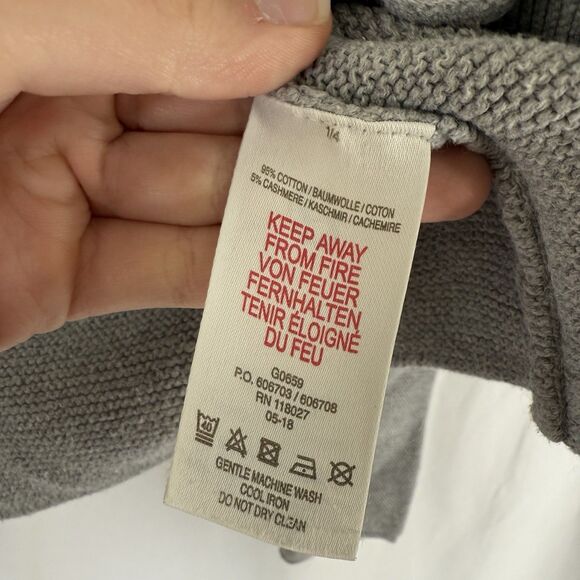 1/4
95% COTTON / BAUMWOLLE / COTON
5% CASHMERE / KASCHMIR / CACHEMIRE
KEEP AWAY
FROM FIRE
VON FEUER
FERNHALTEN
TENIR ÉLOIGNÉ
DU FEU
G0659
P.O. 606703 / 606708
RN 118027
05-18
40
GENTLE MACHINE WASH
COOL IRON
DO NOT DRY CLEAN